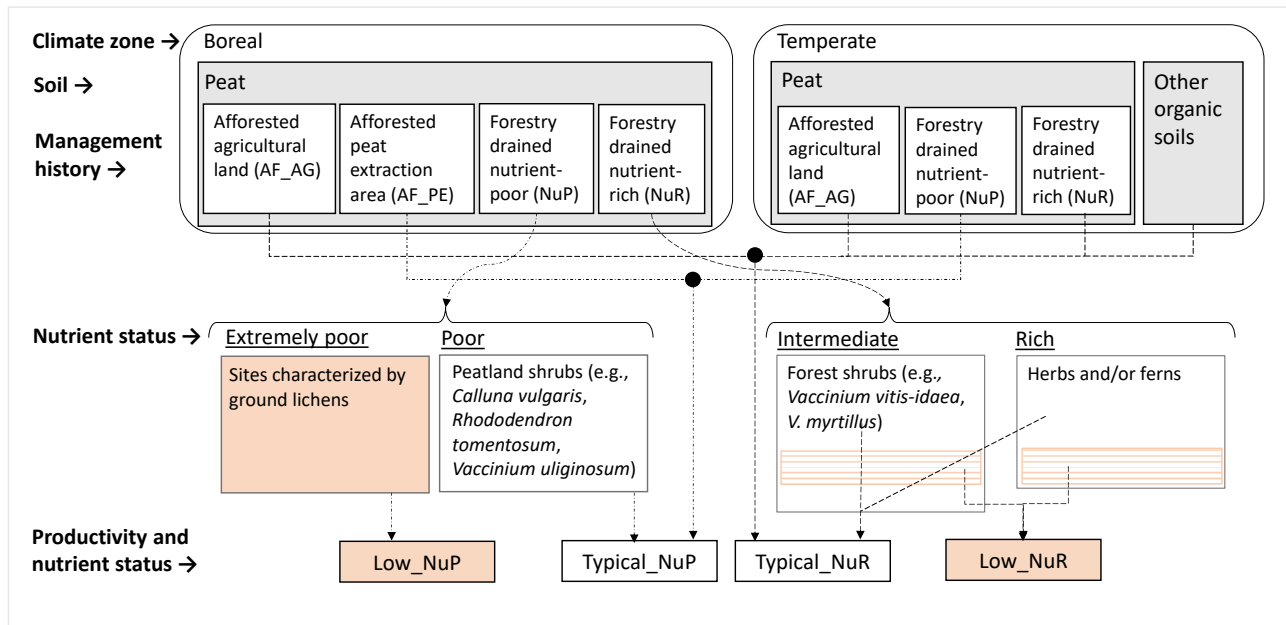 Climate zone →
Boreal
Temperate
Soil →
Peat
Peat
Other
organic
soils
Management
history →
Afforested
agricultural
land (AF_AG)
Afforested
peat
extraction
area (AF_PE)
Forestry
drained
nutrient-
poor (NuP)
Forestry
drained
nutrient-
rich (NuR)
Afforested
agricultural
land
(AF_AG)
Forestry
drained
nutrient-
poor (NuP)
Forestry
drained
nutrient-
rich (NuR)
Nutrient status →
Extremely poor
Sites characterized by
ground lichens
Poor
Peatland shrubs (e.g.,
Calluna vulgaris,
Rhododendron
tomentosum,
Vaccinium uliginosum)
Intermediate
Forest shrubs (e.g.,
Vaccinium vitis-idaea,
V. myrtillus)
Rich
Herbs and/or ferns
Productivity and
nutrient status →
Low_NuP
Typical_NuP
Typical_NuR
Low_NuR